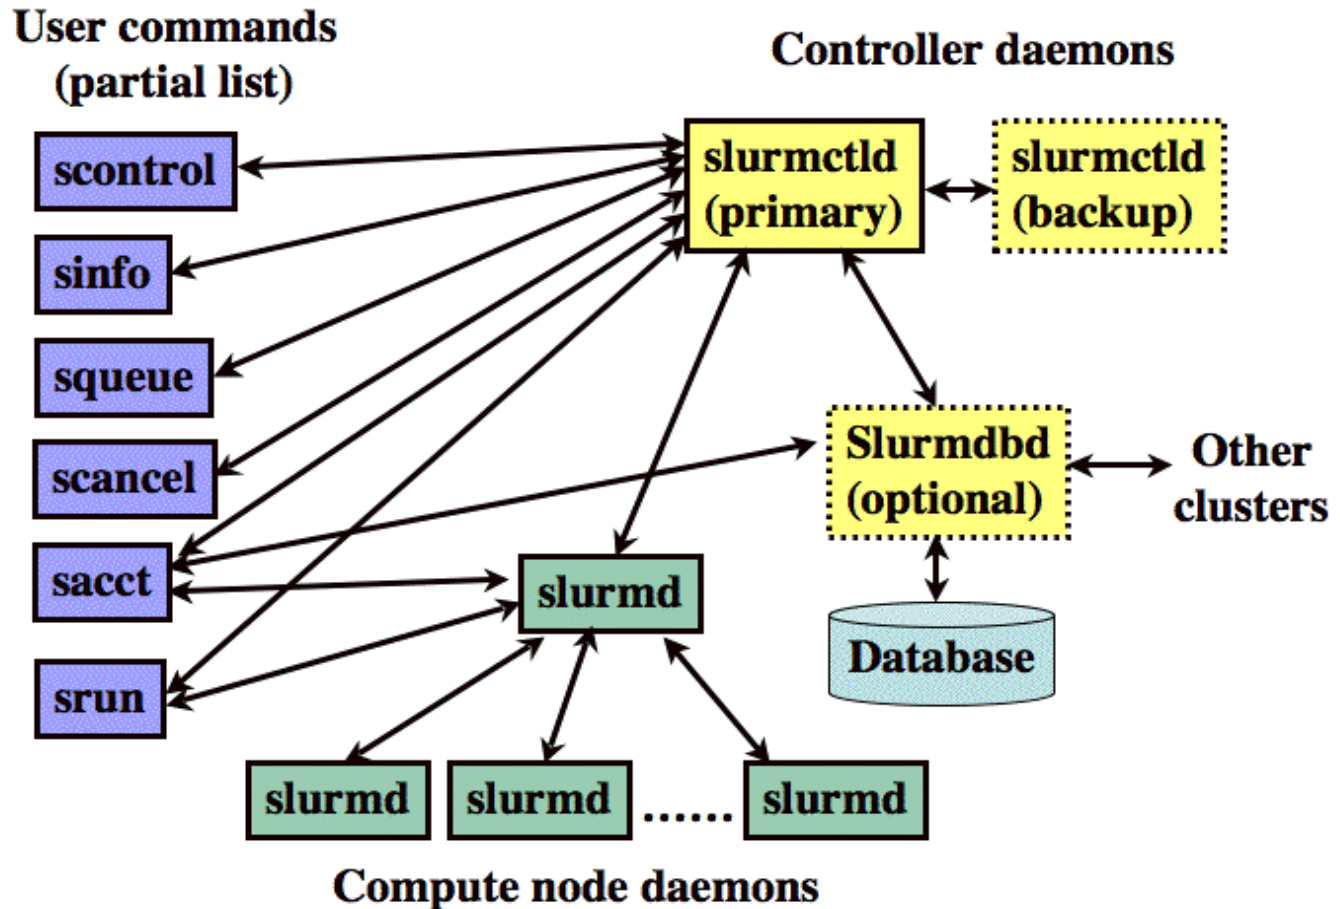 User commands
(partial list)
Controller daemons
scontrol
slurmctld
(primary)
slurmctld
(backup)
sinfo
squeue
scancel
Slurmdbd
(optional)
Other
clusters
sacct
slurmd
Database
srun
slurmd
slurmd
......
slurmd
Compute node daemons